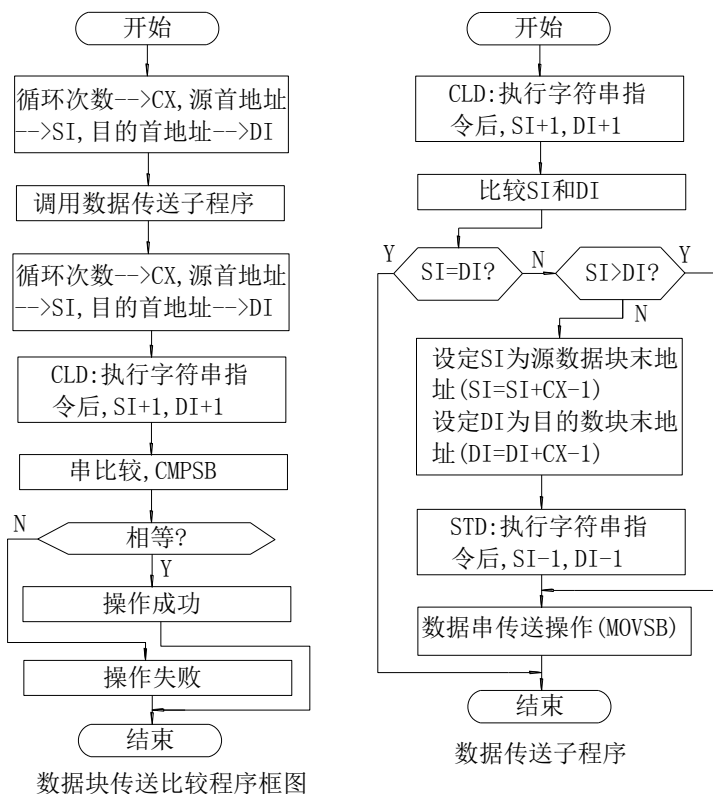 开始
循环次数-->CX,源首地址
-->SI,目的首地址-->DI
调用数据传送子程序
循环次数-->CX,源首地址
-->SI,目的首地址-->DI
CLD:执行字符串指
令后,SI+1,DI+1
串比较,CMPSB
N
相等?
Y
操作成功
操作失败
结束
数据块传送比较程序框图
开始
CLD:执行字符串指
令后,SI+1,DI+1
比较SI和DI
Y
SI=DI?
N
SI>DI?
Y
N
设定SI为源数据块末地
址(SI=SI+CX-1)
设定DI为目的数块末地
址(DI=DI+CX-1)
STD:执行字符串指
令后,SI-1,DI-1
数据串传送操作(MOVSB)
结束
数据传送子程序